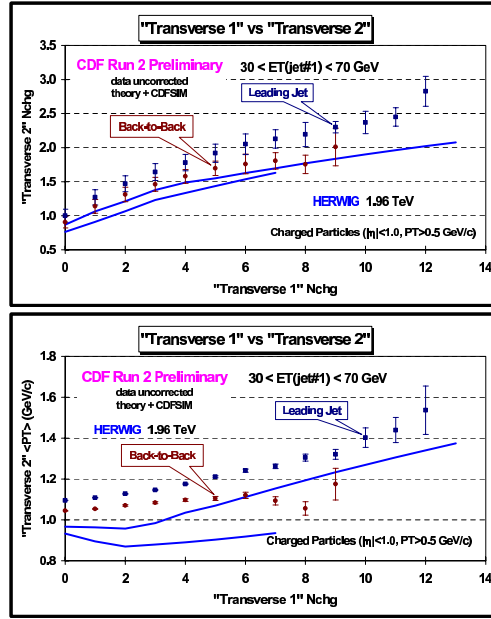 "Transverse 1" vs "Transverse 2"
CDF Run 2 Preliminary
data uncorrected
theory + CDFSIM
30 < ET(jet#1) < 70 GeV
Leading Jet
Back-to-Back
HERWIG 1.96 TeV
Charged Particles (|η|<1.0, PT>0.5 GeV/c)
"Transverse 2" Nchg
3.5
3.0
2.5
2.0
1.5
1.0
0.5
0 2 4 6 8 10 12 14
"Transverse 1" Nchg
"Transverse 1" vs "Transverse 2"
CDF Run 2 Preliminary
data uncorrected
theory + CDFSIM
30 < ET(jet#1) < 70 GeV
Leading Jet
HERWIG 1.96 TeV
Back-to-Back
Charged Particles (|η|<1.0, PT>0.5 GeV/c)
"Transverse 2" <PT> (GeV/c)
1.8
1.6
1.4
1.2
1.0
0.8
0 2 4 6 8 10 12 14
"Transverse 1" Nchg